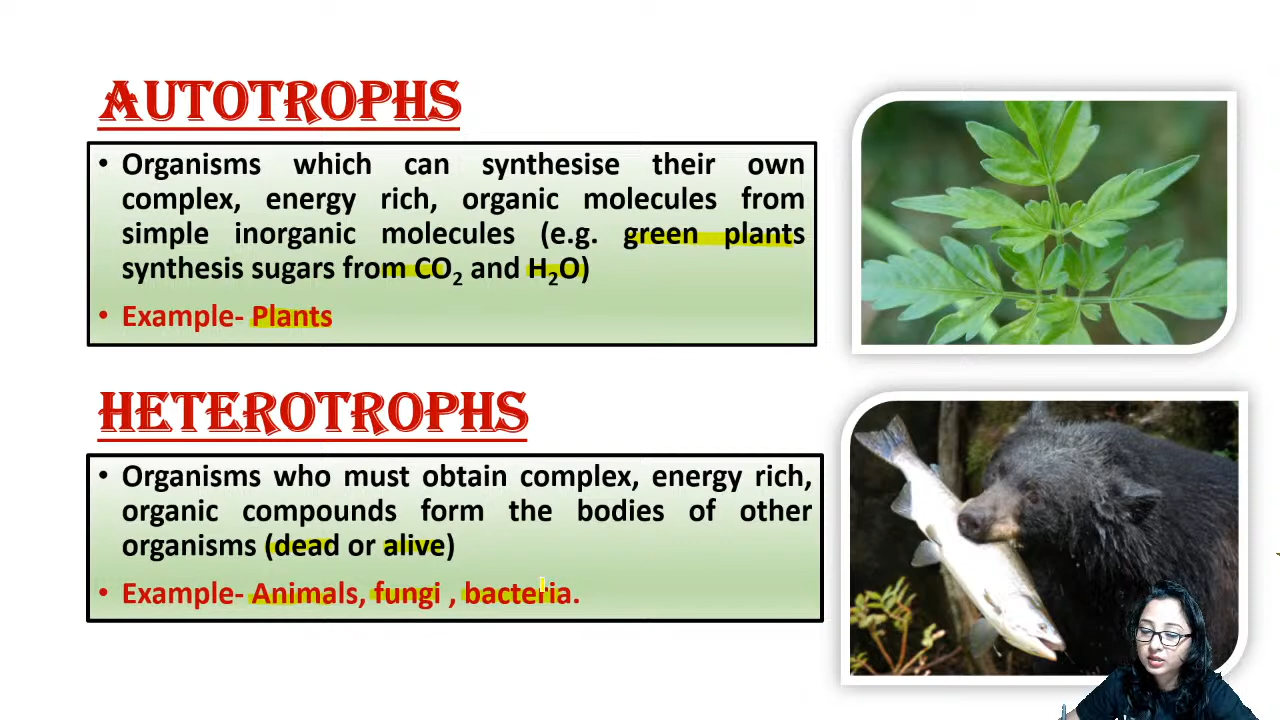 AUTOTROPHS
• Organisms which can synthesise their own
complex, energy rich, organic molecules from
simple inorganic molecules (e.g. green plants
synthesis sugars from CO₂ and H₂O)
• Example- Plants
HETEROTROPHS
• Organisms who must obtain complex, energy rich,
organic compounds form the bodies of other
organisms (dead or alive)
• Example- Animals, fungi , bacteria.